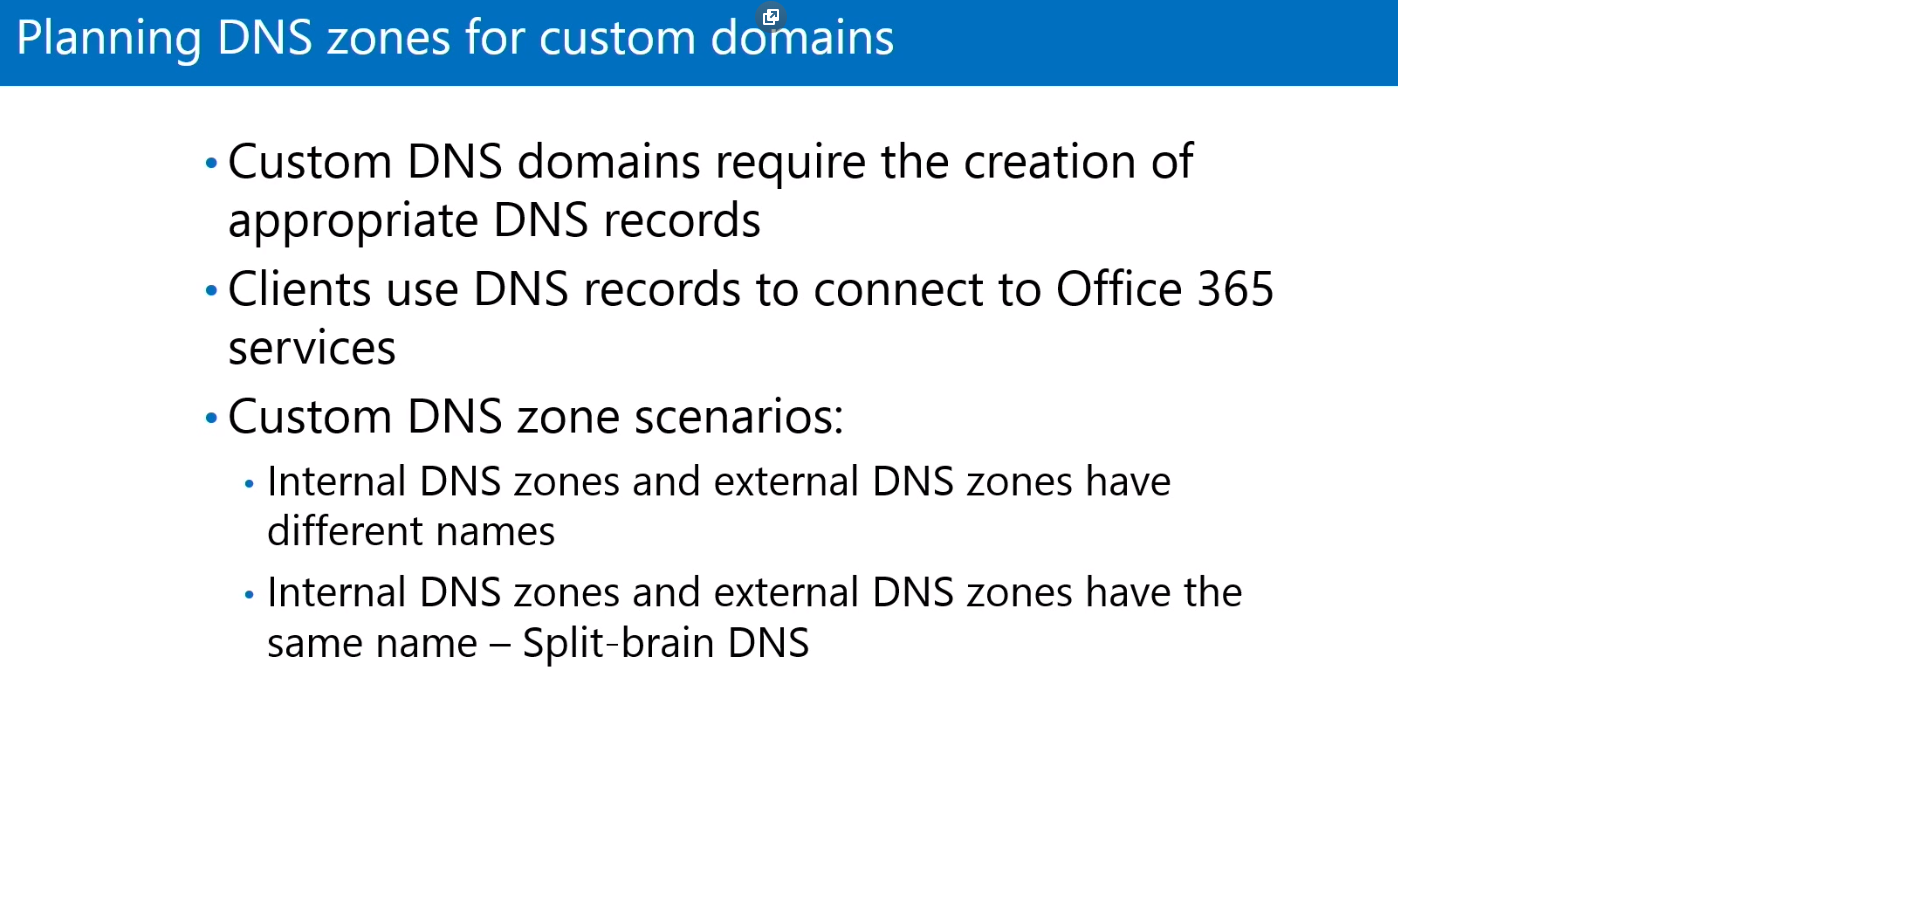 Planning DNS zones for custom domains
• Custom DNS domains require the creation of
appropriate DNS records
• Clients use DNS records to connect to Office 365
services
• Custom DNS zone scenarios:
• Internal DNS zones and external DNS zones have
different names
• Internal DNS zones and external DNS zones have the
same name – Split-brain DNS